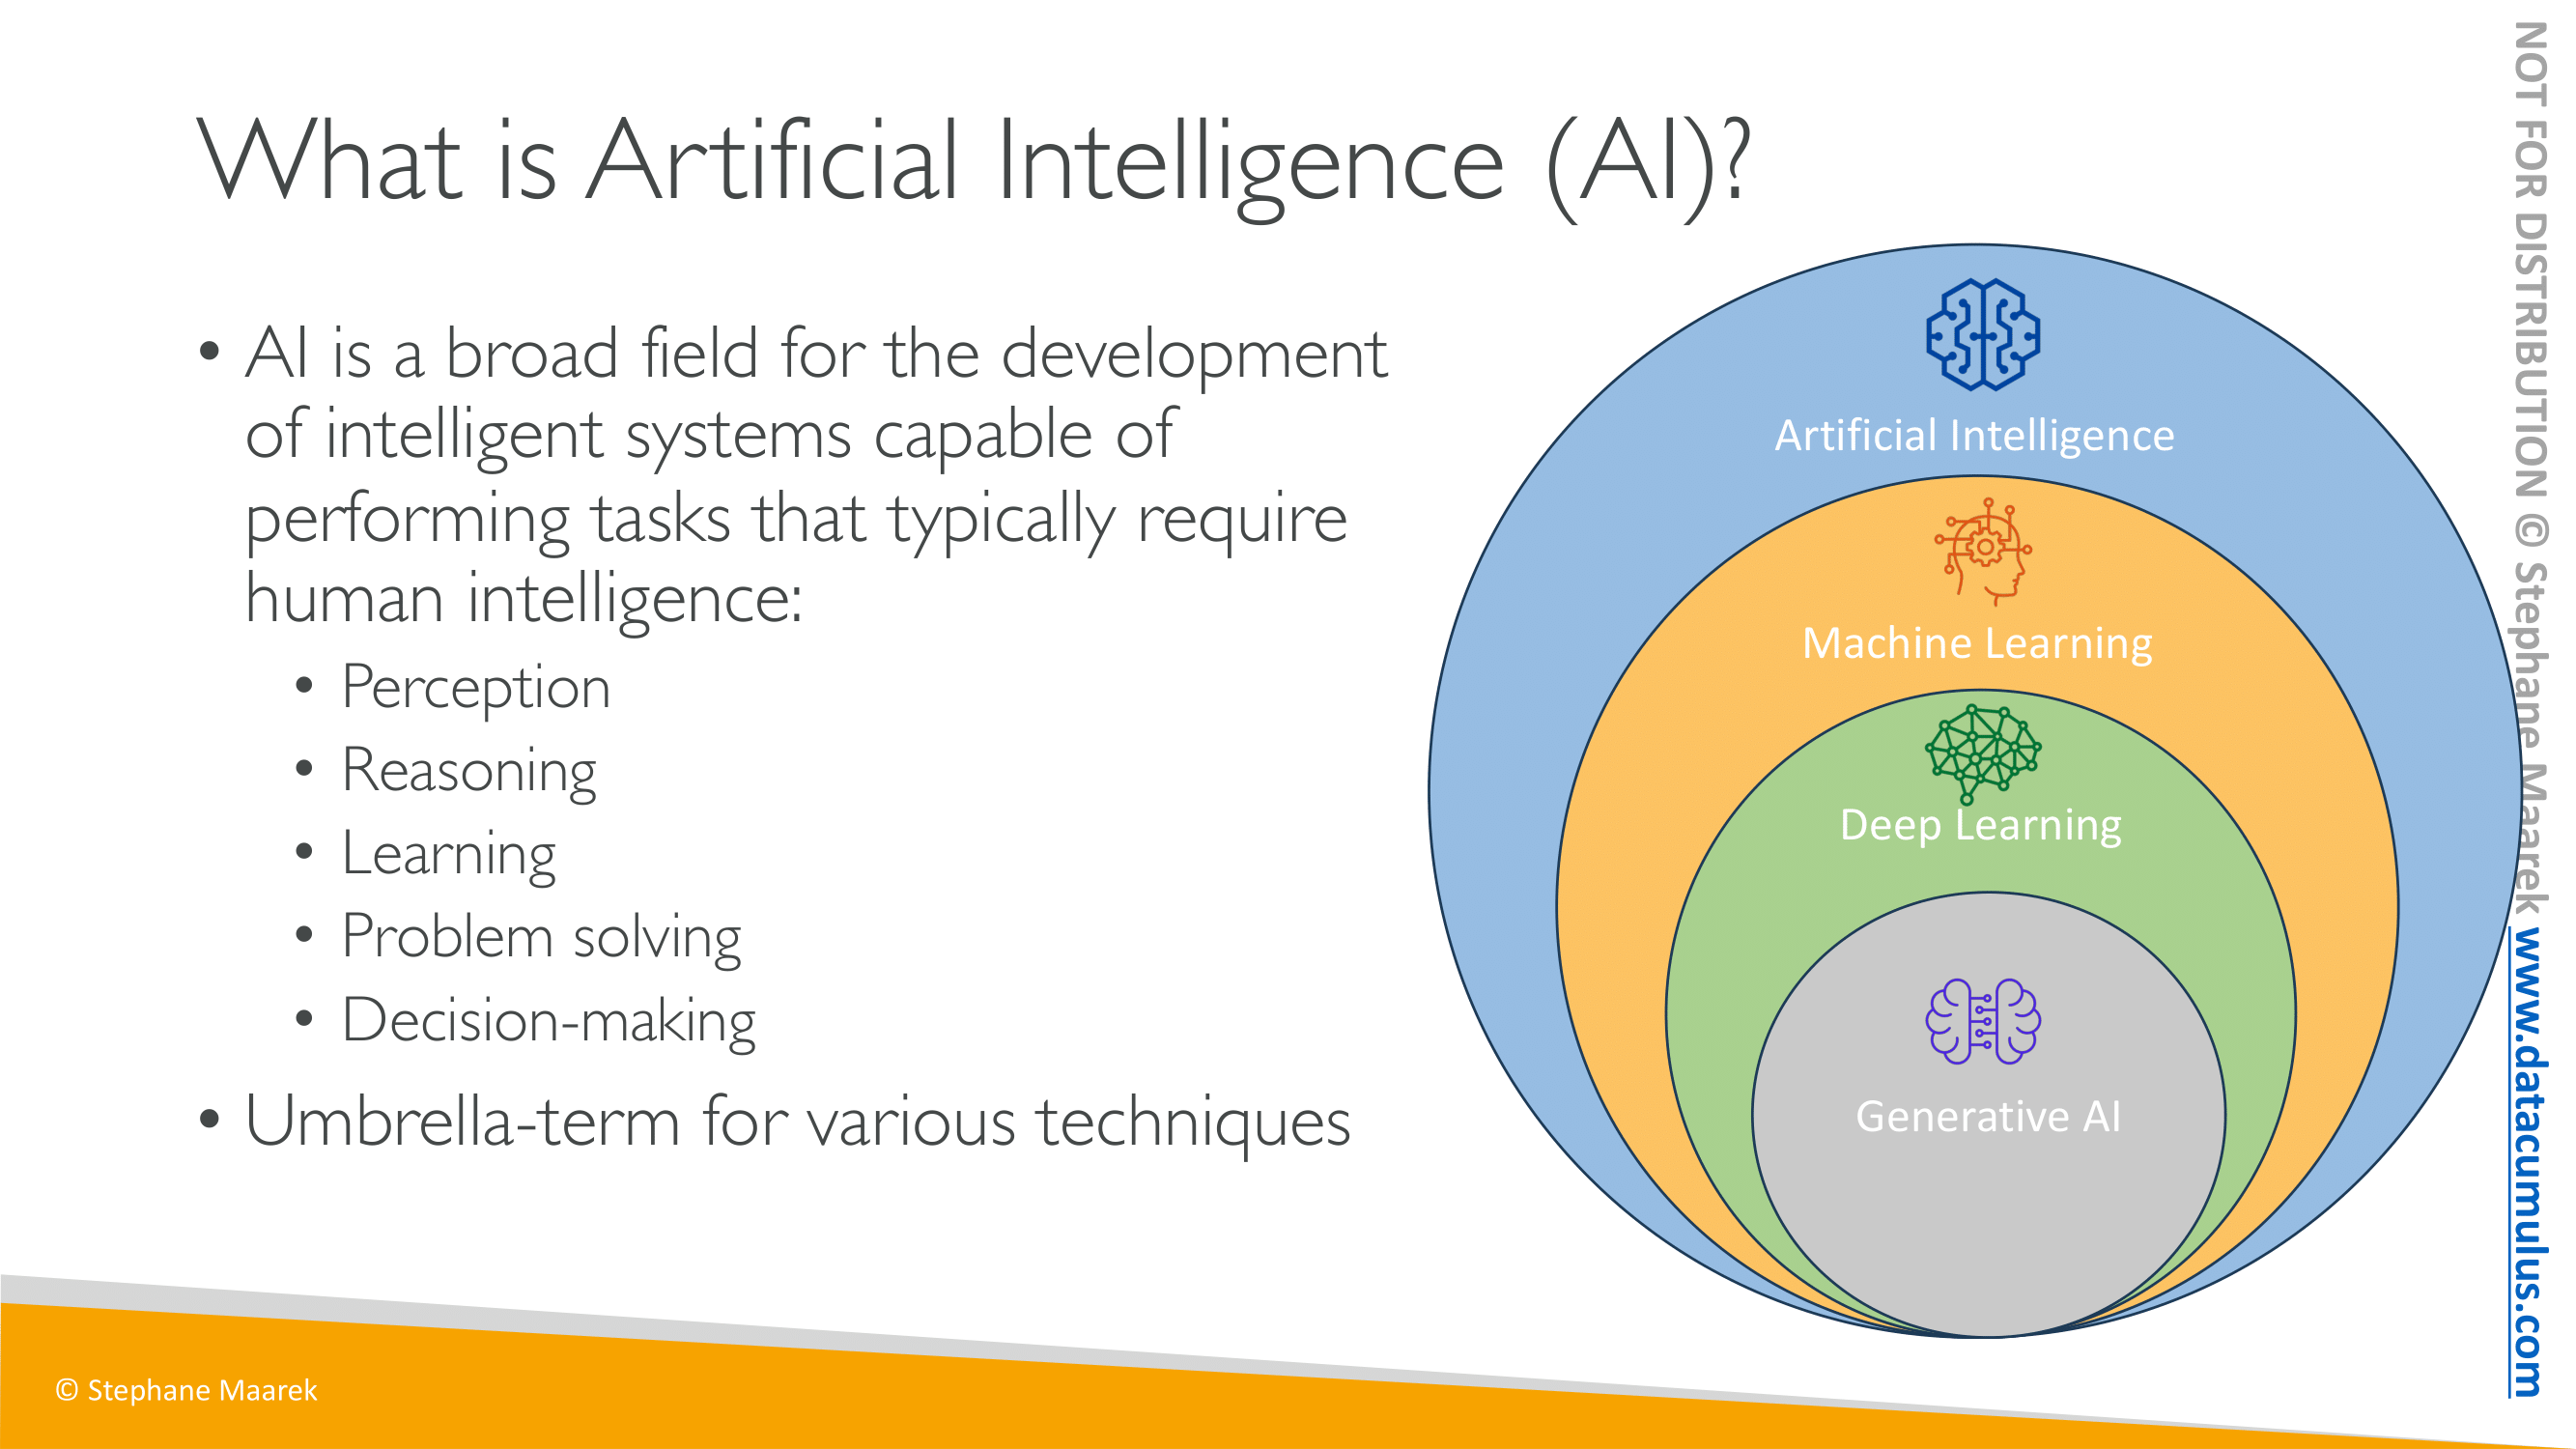 What is Artificial Intelligence (AI)?
• AI is a broad field for the development
of intelligent systems capable of
performing tasks that typically require
human intelligence:
• Perception
• Reasoning
• Learning
• Problem solving
• Decision-making
• Umbrella-term for various techniques
Artificial Intelligence
Machine Learning
Deep Learning
Generative AI
© Stephane Maarek
NOT FOR DISTRIBUTION © Stephane Maarek www.datacumulus.com